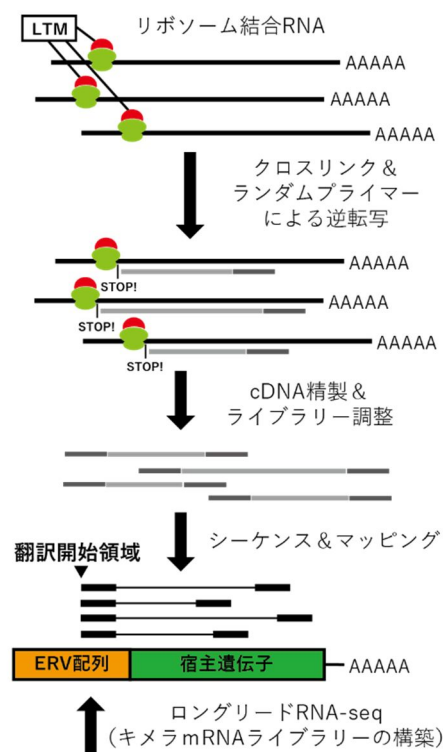 LTM
リボソーム結合RNA
AAAAA
AAAAA
AAAAA
クロスリンク＆
ランダムプライマー
による逆転写
AAAAA
STOP!
AAAAA
STOP!
AAAAA
STOP!
cDNA精製＆
ライブラリー調整
シーケンス＆マッピング
翻訳開始領域
ERV配列
宿主遺伝子
AAAAA
ロングリードRNA-seq
（キメラmRNAライブラリーの構築）